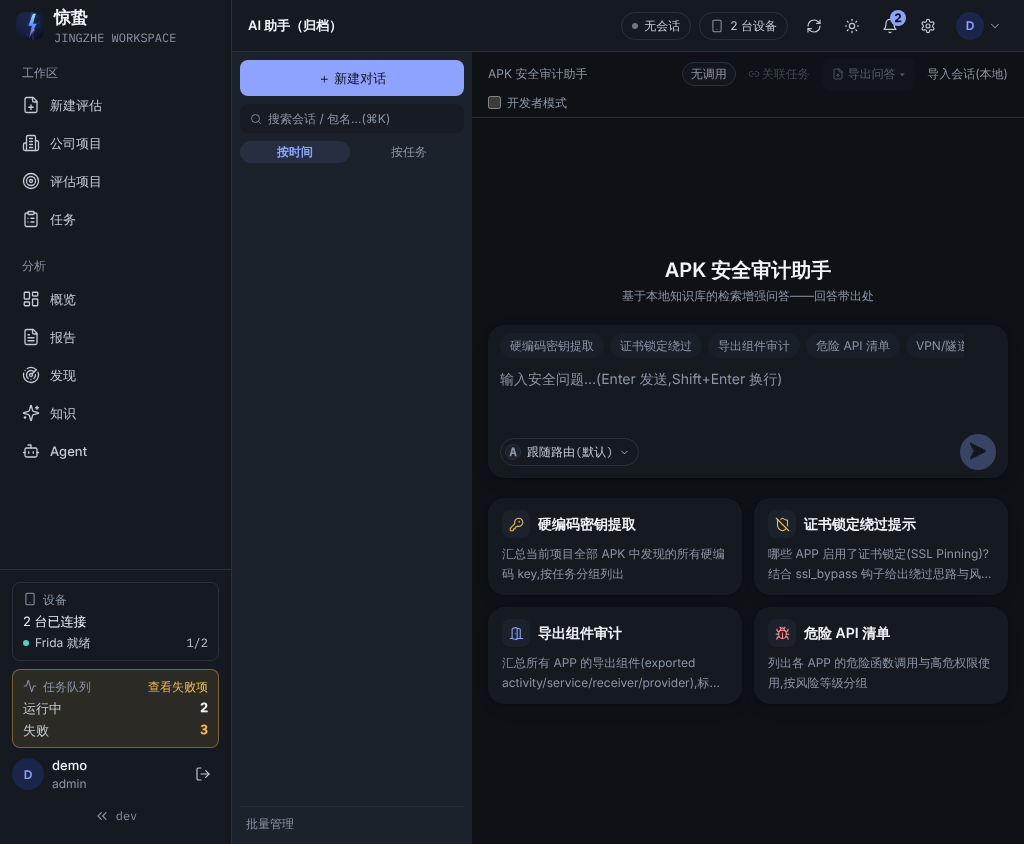 惊蛰
JINGZHE WORKSPACE
工作区
新建评估
公司项目
评估项目
任务
分析
概览
报告
发现
知识
Agent
设备
2 台已连接
Frida 就绪 1/2
任务队列 查看失败项
运行中 2
失败 3
D
demo
admin
dev
AI 助手（归档）
无会话
2 台设备
2
D
+ 新建对话
搜索会话 / 包名...(⌘K)
按时间 按任务
批量管理
APK 安全审计助手
无调用
关联任务
导出问答
导入会话(本地)
开发者模式
APK 安全审计助手
基于本地知识库的检索增强问答——回答带出处
硬编码密钥提取 证书锁定绕过 导出组件审计 危险 API 清单 VPN/隧道
输入安全问题...(Enter 发送,Shift+Enter 换行)
A 跟随路由(默认)
硬编码密钥提取
汇总当前项目全部 APK 中发现的所有硬编
码 key,按任务分组列出
证书锁定绕过提示
哪些 APP 启用了证书锁定(SSL Pinning)?
结合 ssl_bypass 钩子给出绕过思路与风...
导出组件审计
汇总所有 APP 的导出组件(exported
activity/service/receiver/provider),标...
危险 API 清单
列出各 APP 的危险函数调用与高危权限使
用,按风险等级分组